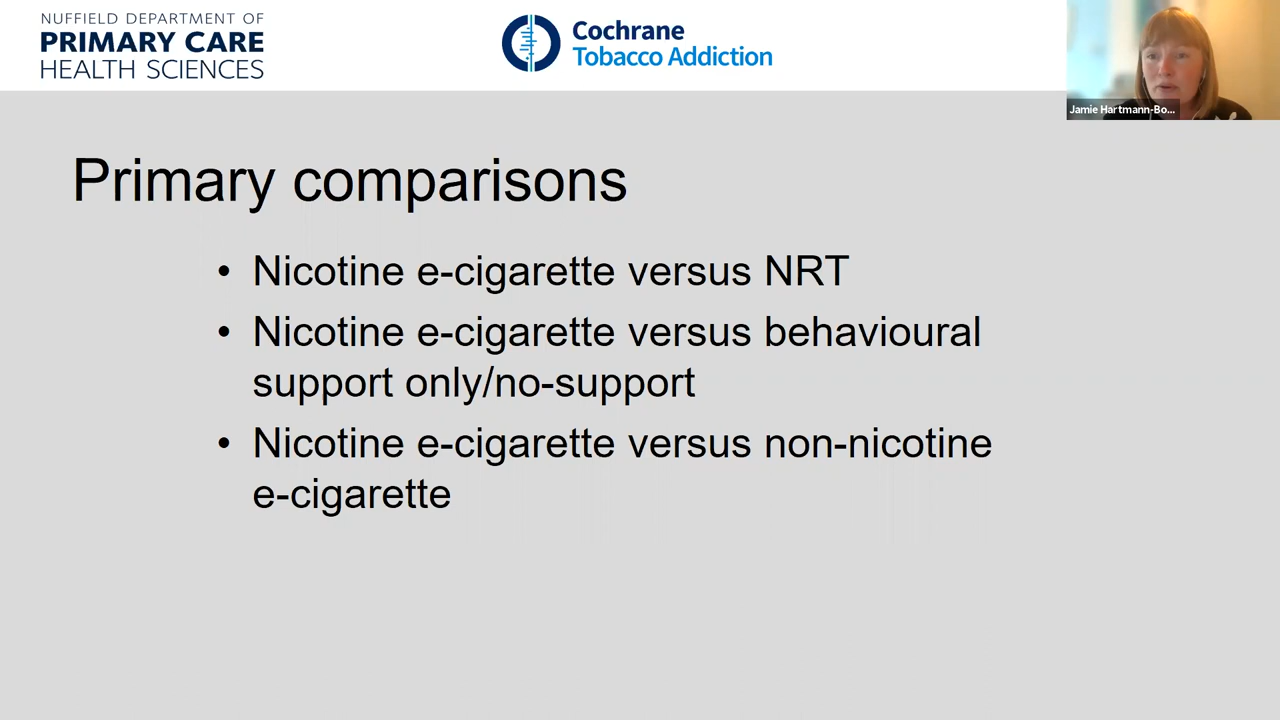 NUFFIELD DEPARTMENT OF
PRIMARY CARE
HEALTH SCIENCES
Cochrane
Tobacco Addiction
Jamie Hartmann-Bo...
Primary comparisons
• Nicotine e-cigarette versus NRT
• Nicotine e-cigarette versus behavioural
support only/no-support
• Nicotine e-cigarette versus non-nicotine
e-cigarette